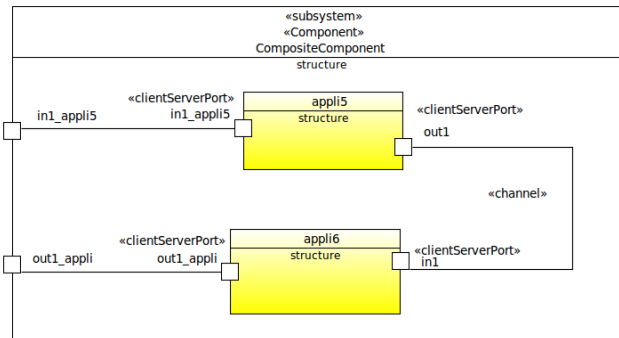 «subsystem»
«Component»
CompositeComponent
structure
«clientServerPort»
in1_appli5
in1_appli5
appli5
structure
«clientServerPort»
out1
«channel»
«clientServerPort»
out1_appli
out1_appli
appli6
structure
«clientServerPort»
in1